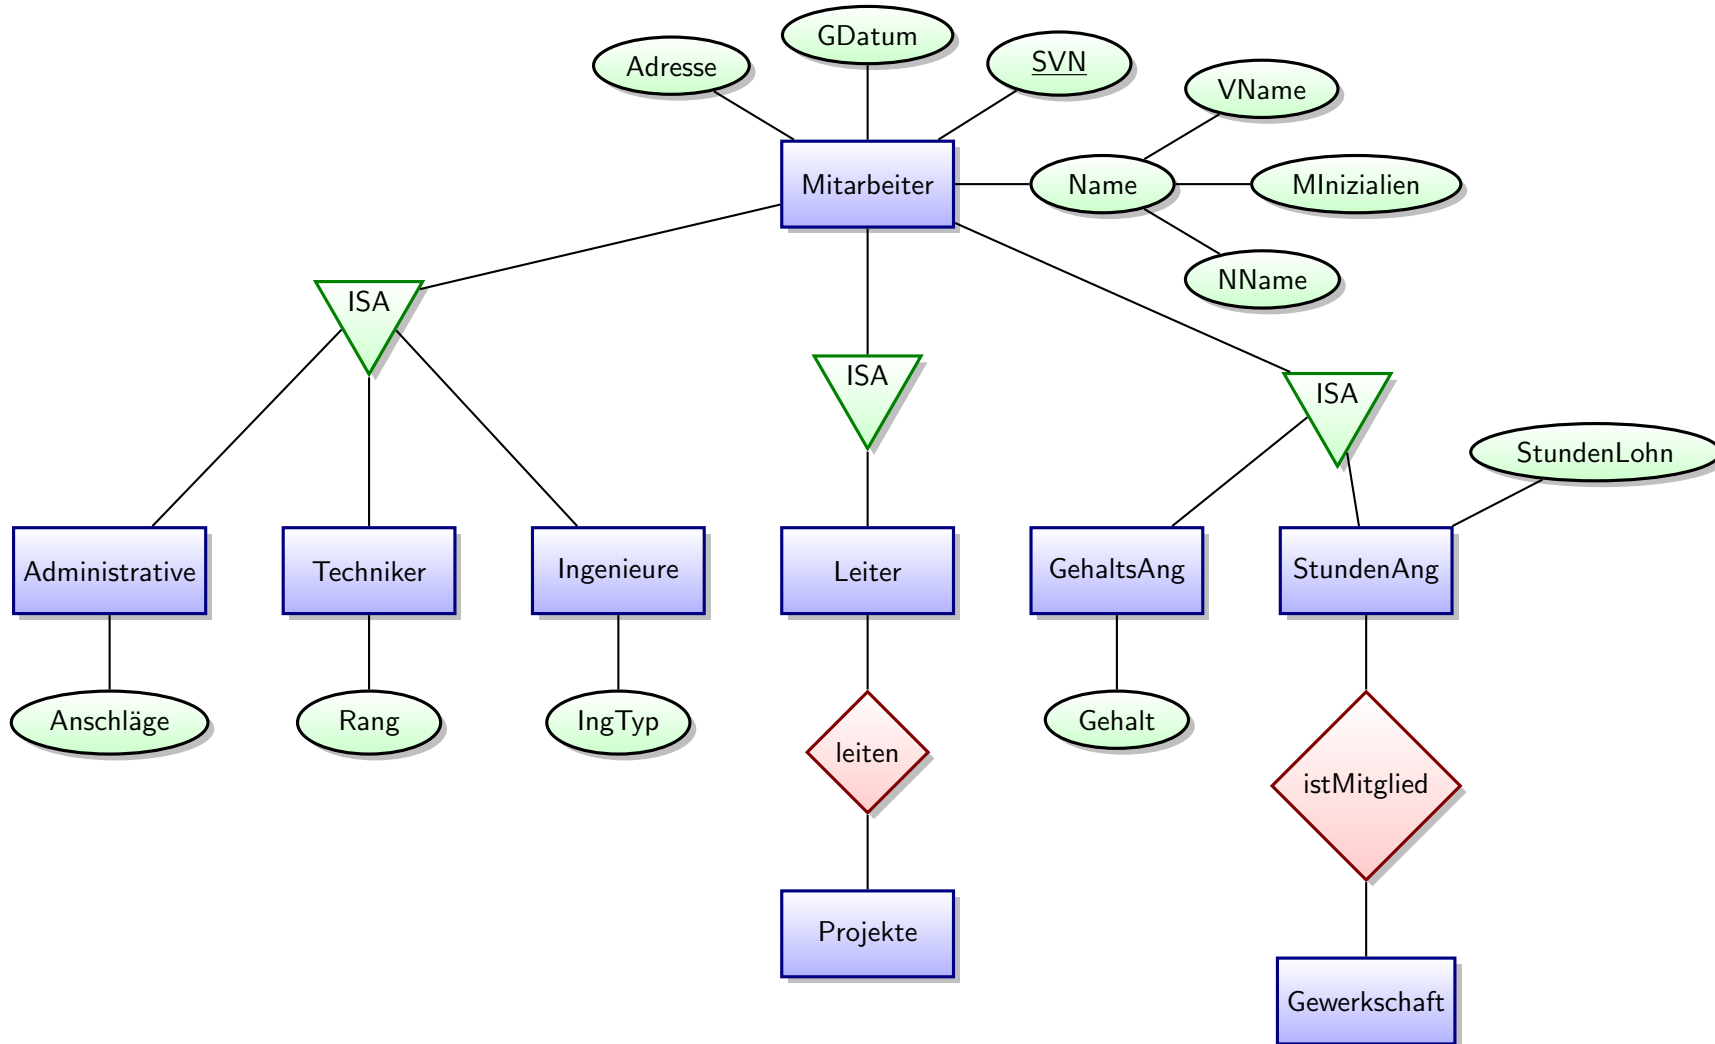 GDatum
Adresse
SVN
VName
Mitarbeiter
Name
MInizialien
NName
ISA
ISA
ISA
StundenLohn
Administrative
Techniker
Ingenieure
Leiter
GehaltsAng
StundenAng
Anschläge
Rang
IngTyp
leiten
Gehalt
istMitglied
Projekte
Gewerkschaft